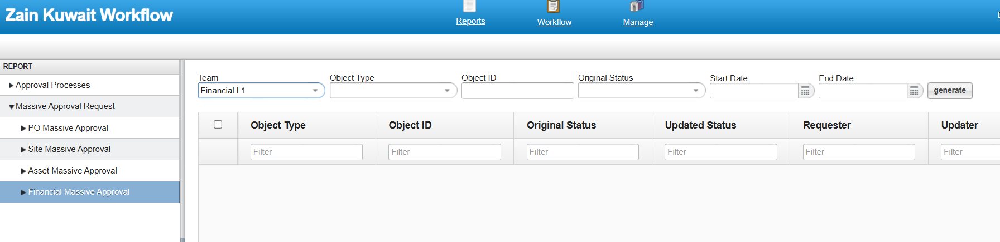 Zain Kuwait Workflow
Reports
Workflow
Manage
REPORT
Approval Processes
Massive Approval Request
PO Massive Approval
Site Massive Approval
Asset Massive Approval
Financial Massive Approval
Team
Object Type
Object ID
Original Status
Start Date
End Date
Financial L1
generate
Object Type
Object ID
Original Status
Updated Status
Requester
Updater
Filter
Filter
Filter
Filter
Filter
Filter